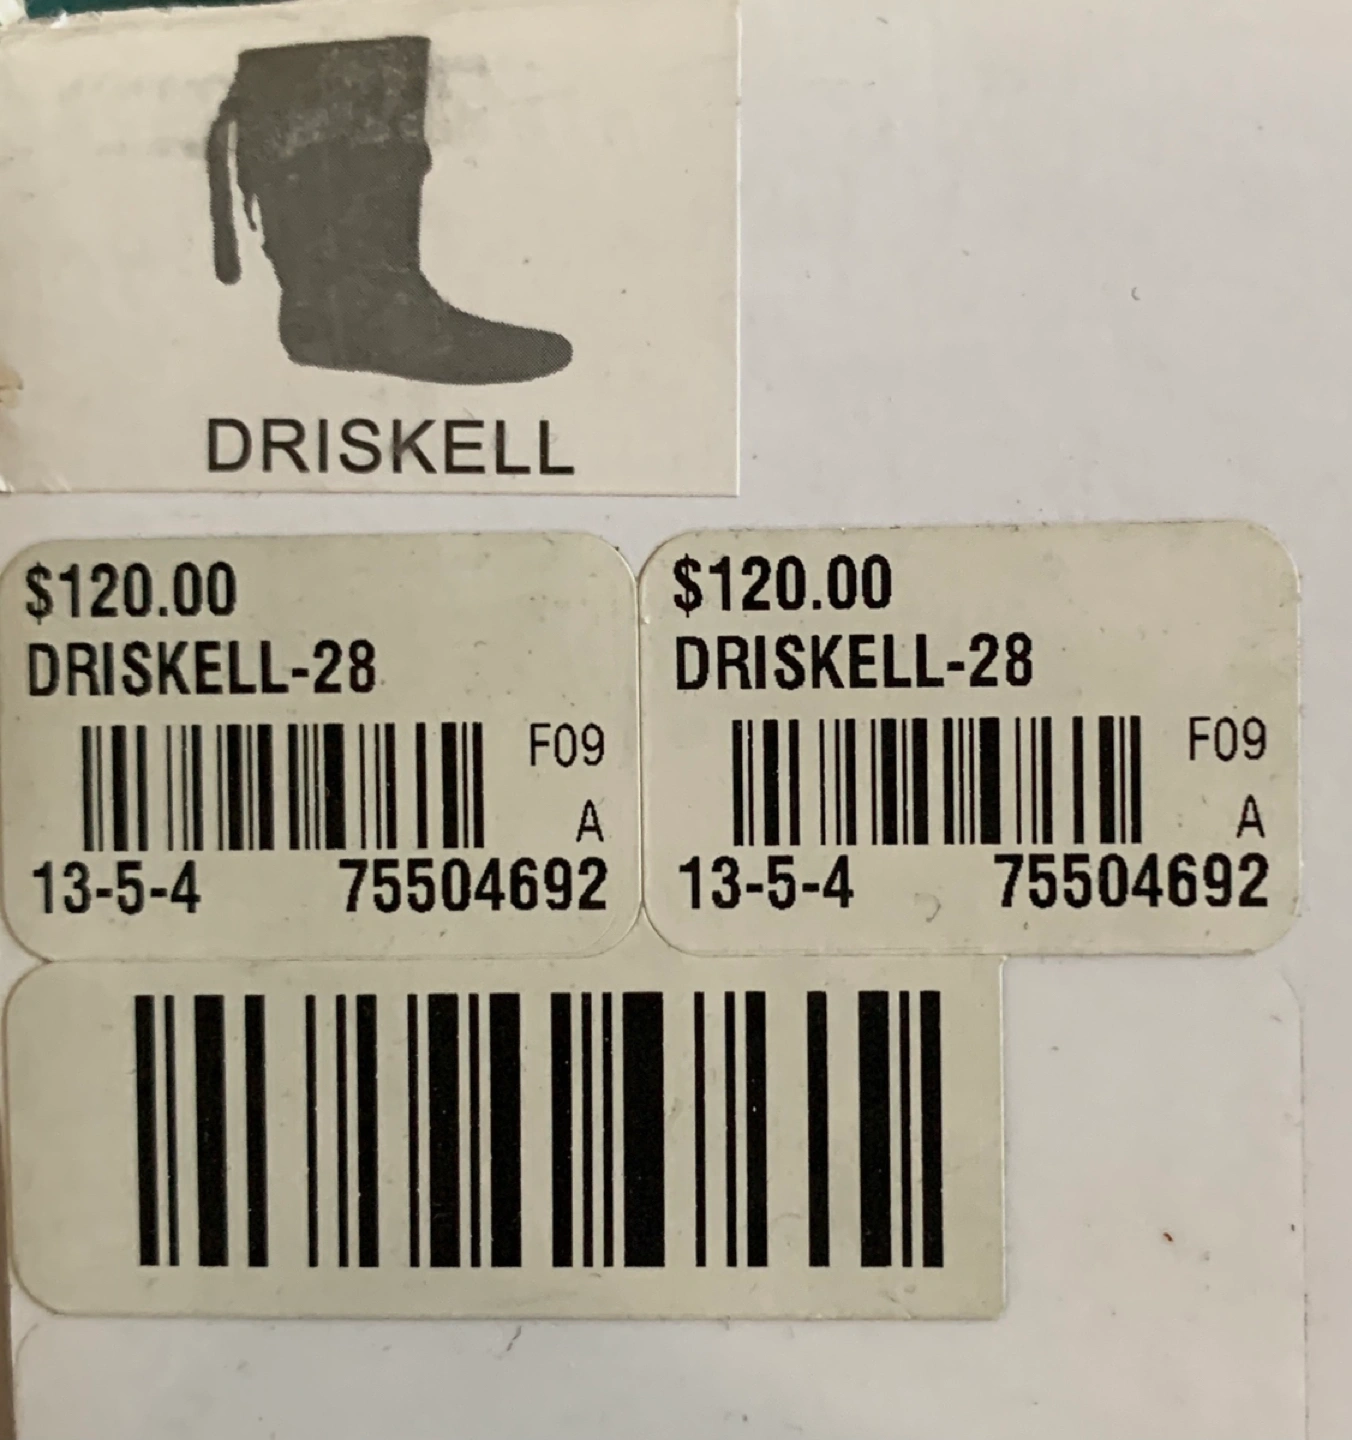 DRISKELL
$120.00
DRISKELL-28
F09
A
13-5-4 75504692
$120.00
DRISKELL-28
F09
A
13-5-4 75504692